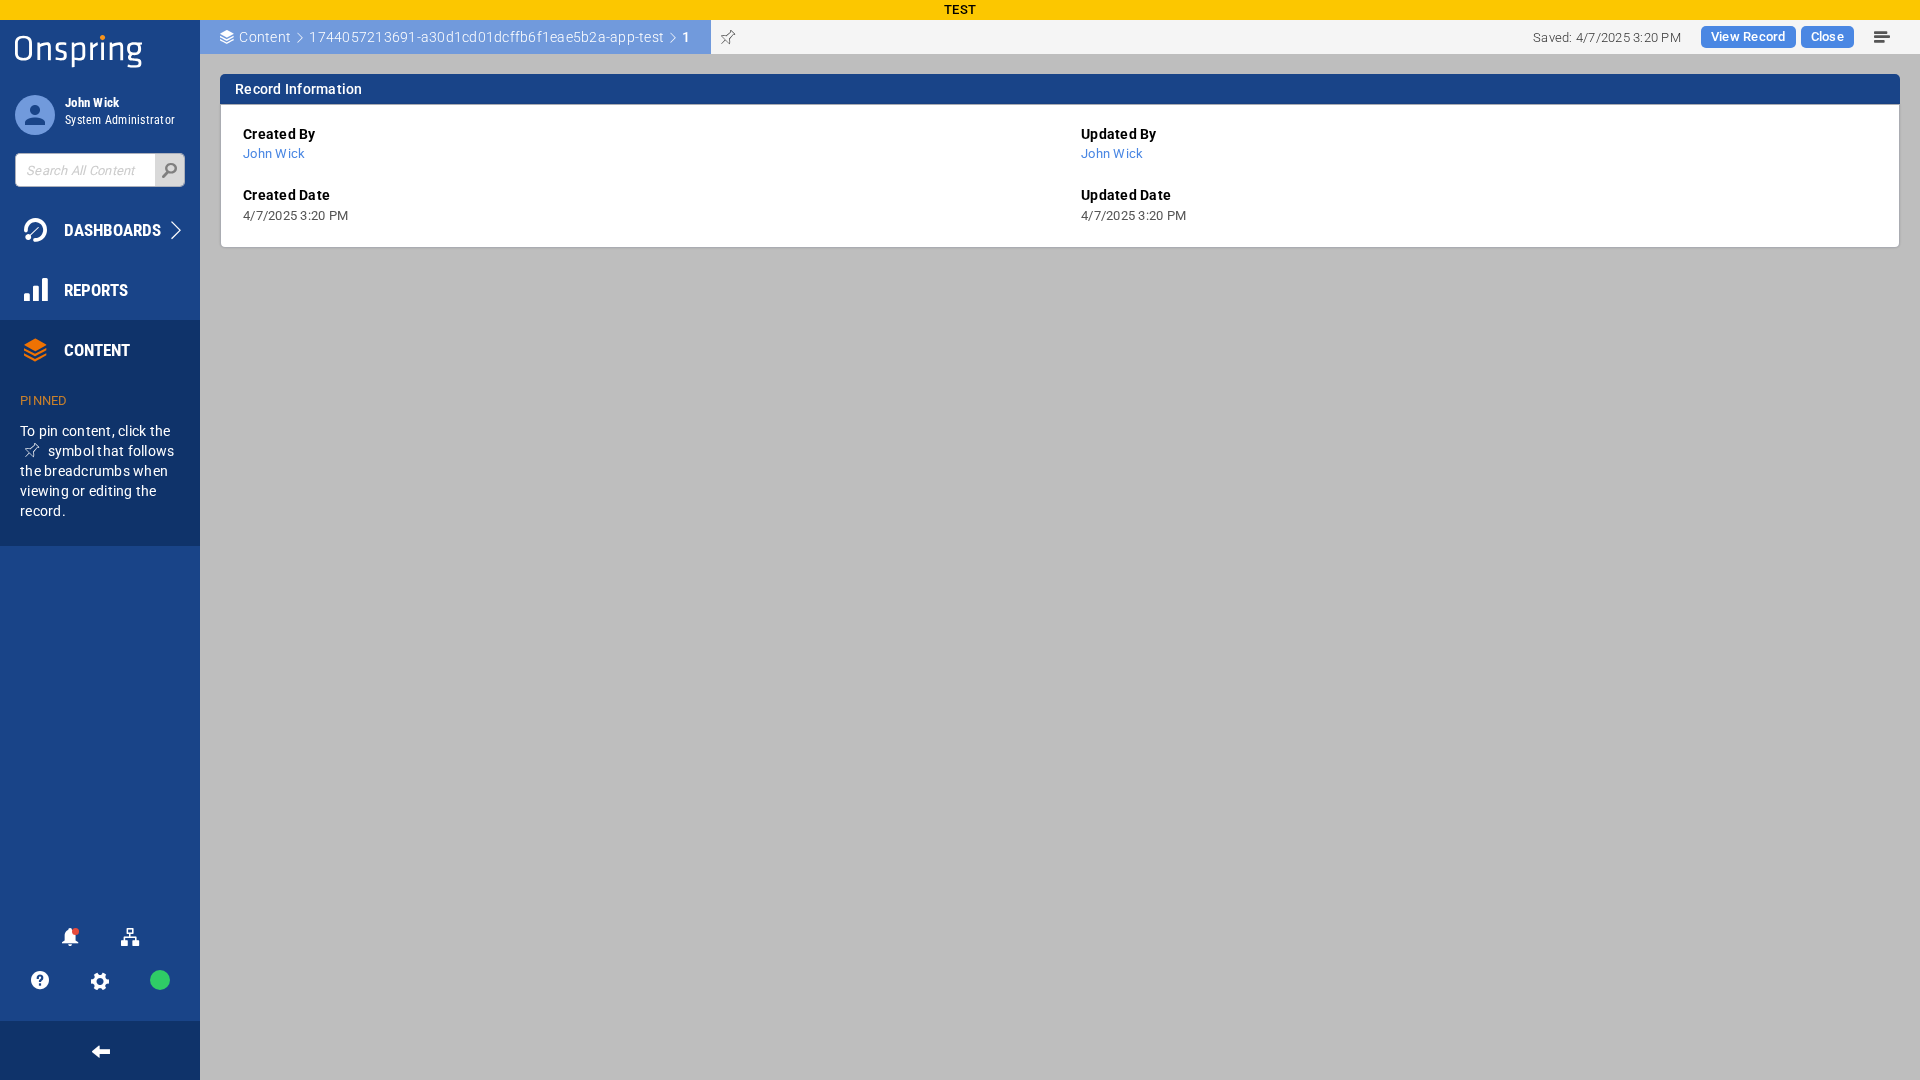 TEST
Onspring
John Wick
System Administrator
Search All Content
DASHBOARDS
REPORTS
CONTENT
PINNED
To pin content, click the
symbol that follows
the breadcrumbs when
viewing or editing the
record.
Content
1744057213691-a30d1cd01dcffb6f1eae5b2a-app-test
1
Saved: 4/7/2025 3:20 PM
View Record
Close
Record Information
Created By
John Wick
Updated By
John Wick
Created Date
4/7/2025 3:20 PM
Updated Date
4/7/2025 3:20 PM